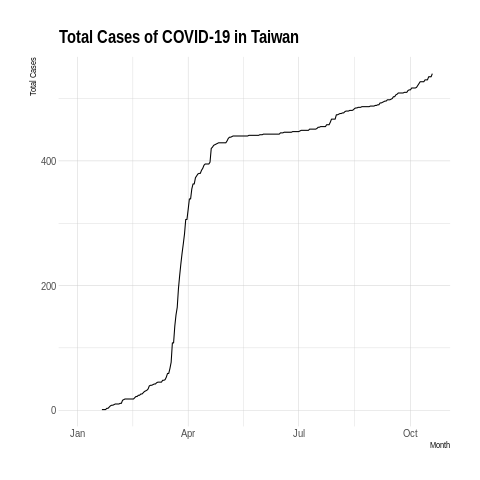 Total Cases of COVID-19 in Taiwan
Total Cases
400
200
0
Jan Apr Jul Oct
Month